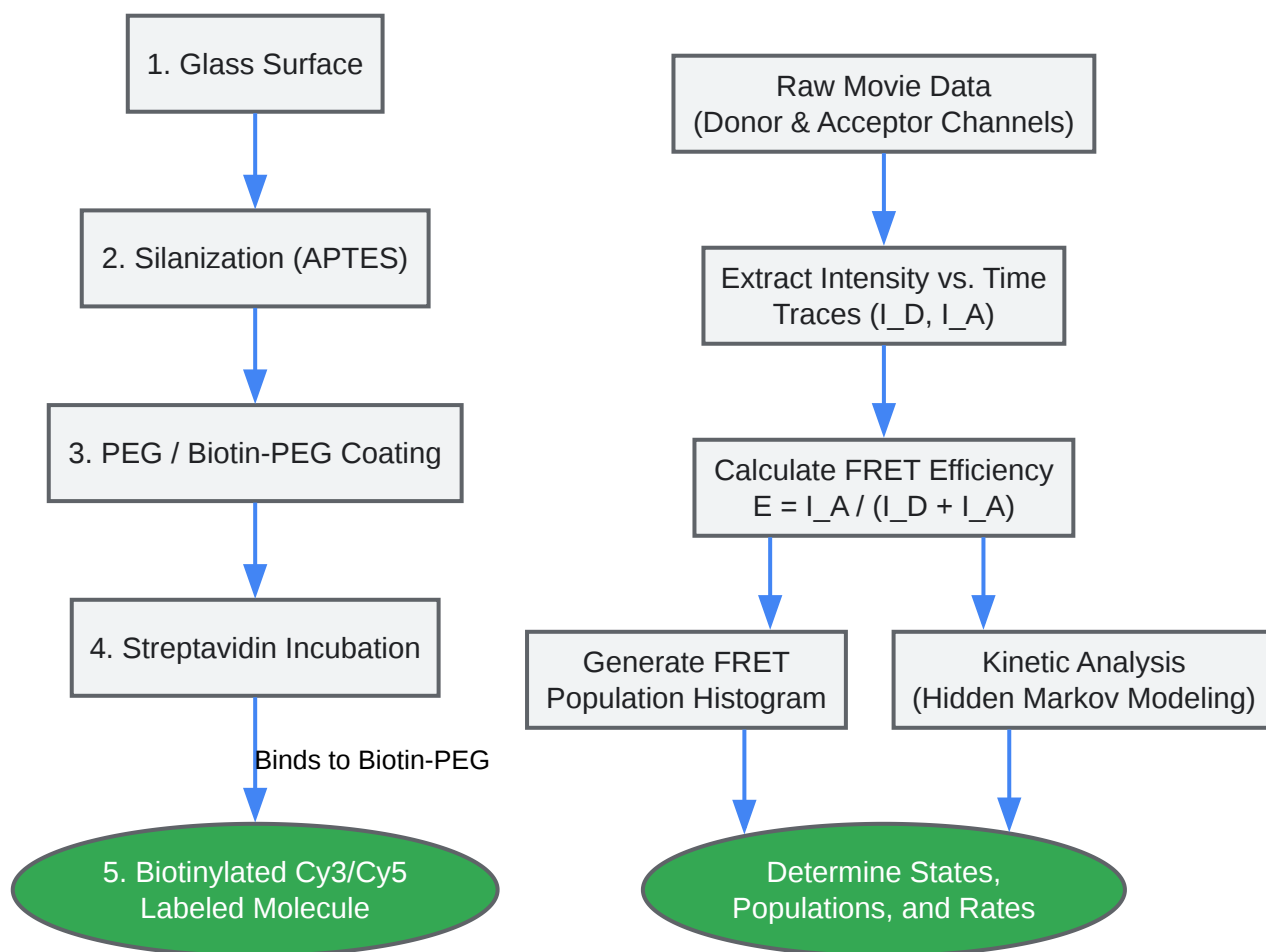 1. Glass Surface
2. Silanization (APTES)
3. PEG / Biotin-PEG Coating
4. Streptavidin Incubation
Binds to Biotin-PEG
5. Biotinylated Cy3/Cy5
Labeled Molecule
Raw Movie Data
(Donor & Acceptor Channels)
Extract Intensity vs. Time
Traces (I_D, I_A)
Calculate FRET Efficiency
E = I_A / (I_D + I_A)
Generate FRET
Population Histogram
Kinetic Analysis
(Hidden Markov Modeling)
Determine States,
Populations, and Rates